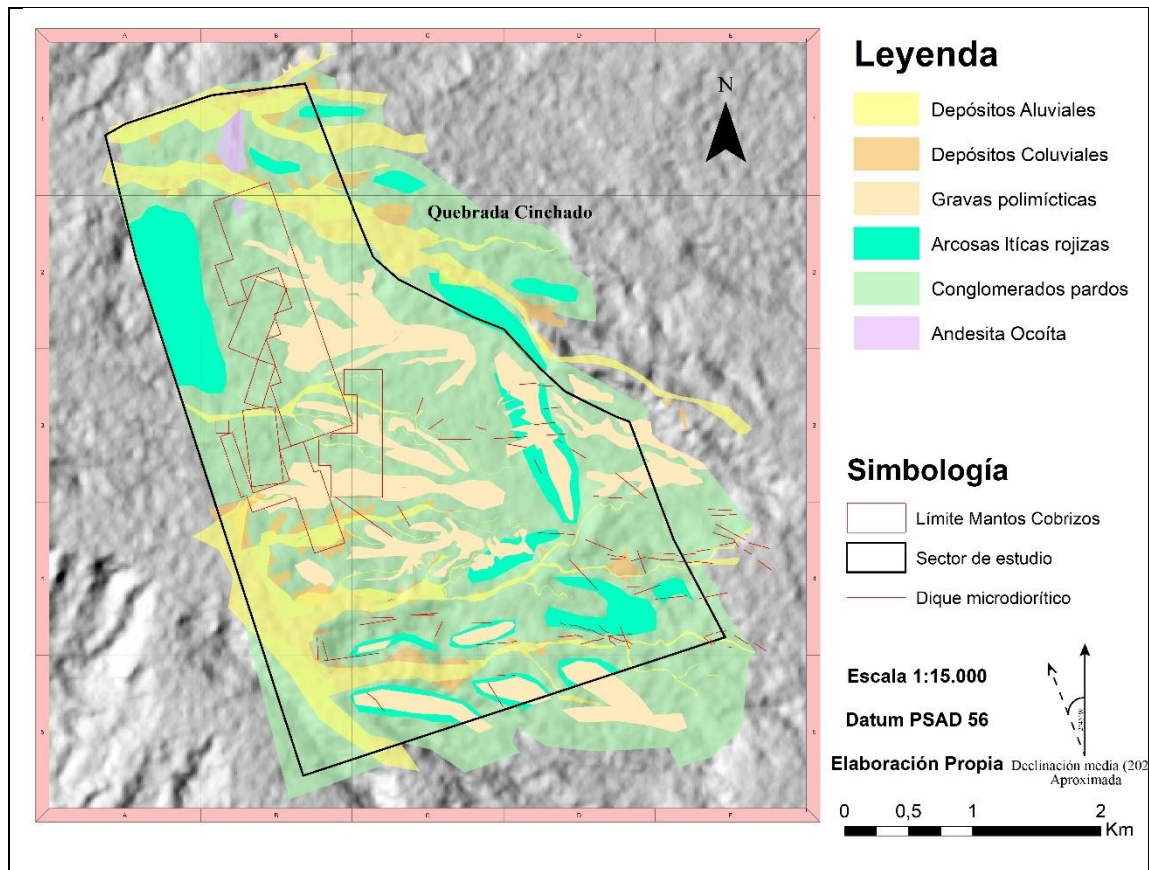 A B C D E
1 1
N
Quebrada Cinchado
2 2
3 3
4 4
5 5
A B C D E
Leyenda
Depósitos Aluviales
Depósitos Coluviales
Gravas polimícticas
Arcosas ltícas rojizas
Conglomerados pardos
Andesita Ocoíta
Simbología
Límite Mantos Cobrizos
Sector de estudio
Dique microdiorítico
Escala 1:15.000
Datum PSAD 56
Elaboración Propia
Declinación media (202
Aproximada
0 0,5 1 2
Km